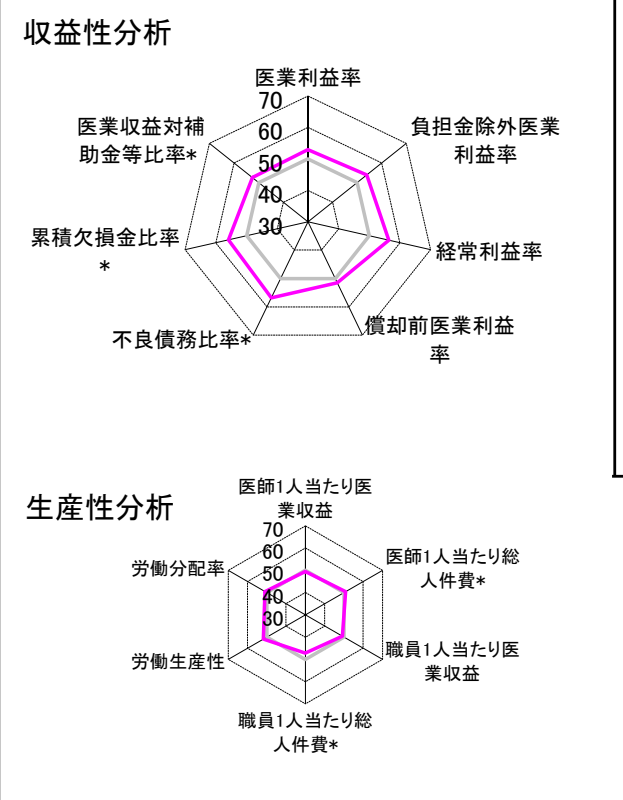 収益性分析
医業利益率
70
60
50
40
30
負担金除外医業
利益率
経常利益率
償却前医業利益
率
不良債務比率*
累積欠損金比率
*
医業収益対補
助金等比率*
生産性分析
医師1人当たり医
業収益
70
60
50
40
30
医師1人当たり総
人件費*
職員1人当たり医
業収益
職員1人当たり総
人件費*
労働生産性
労働分配率